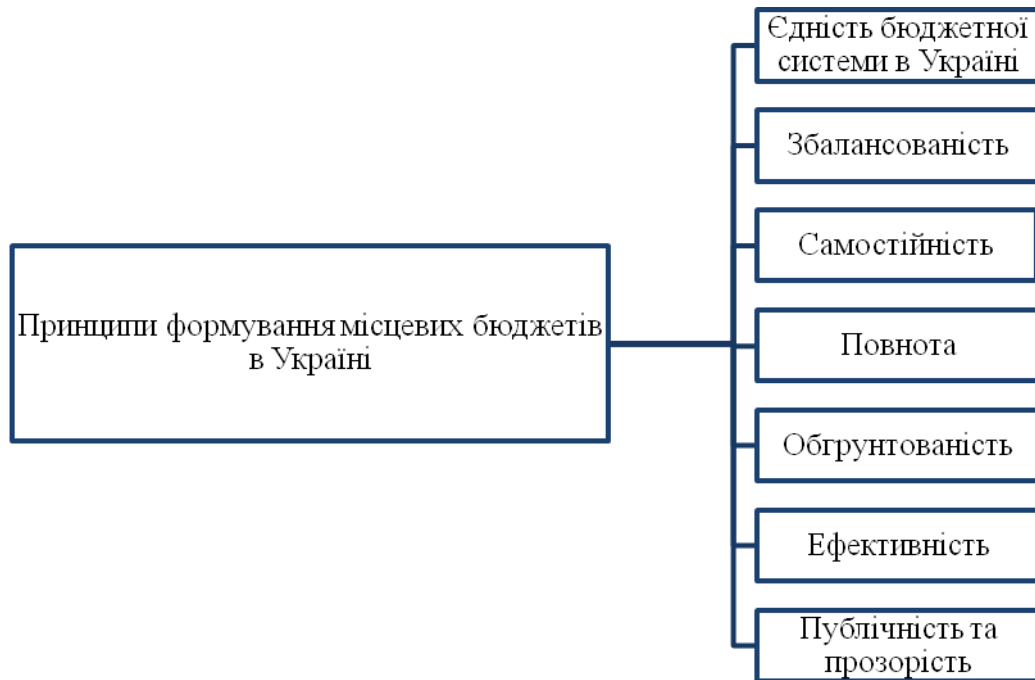 Єдність бюджетної
системи в Україні
Збалансованість
Самостійність
Принципи формування місцевих бюджетів
в Україні
Повнота
Обгрунтованість
Ефективність
Публічність та
прозорість